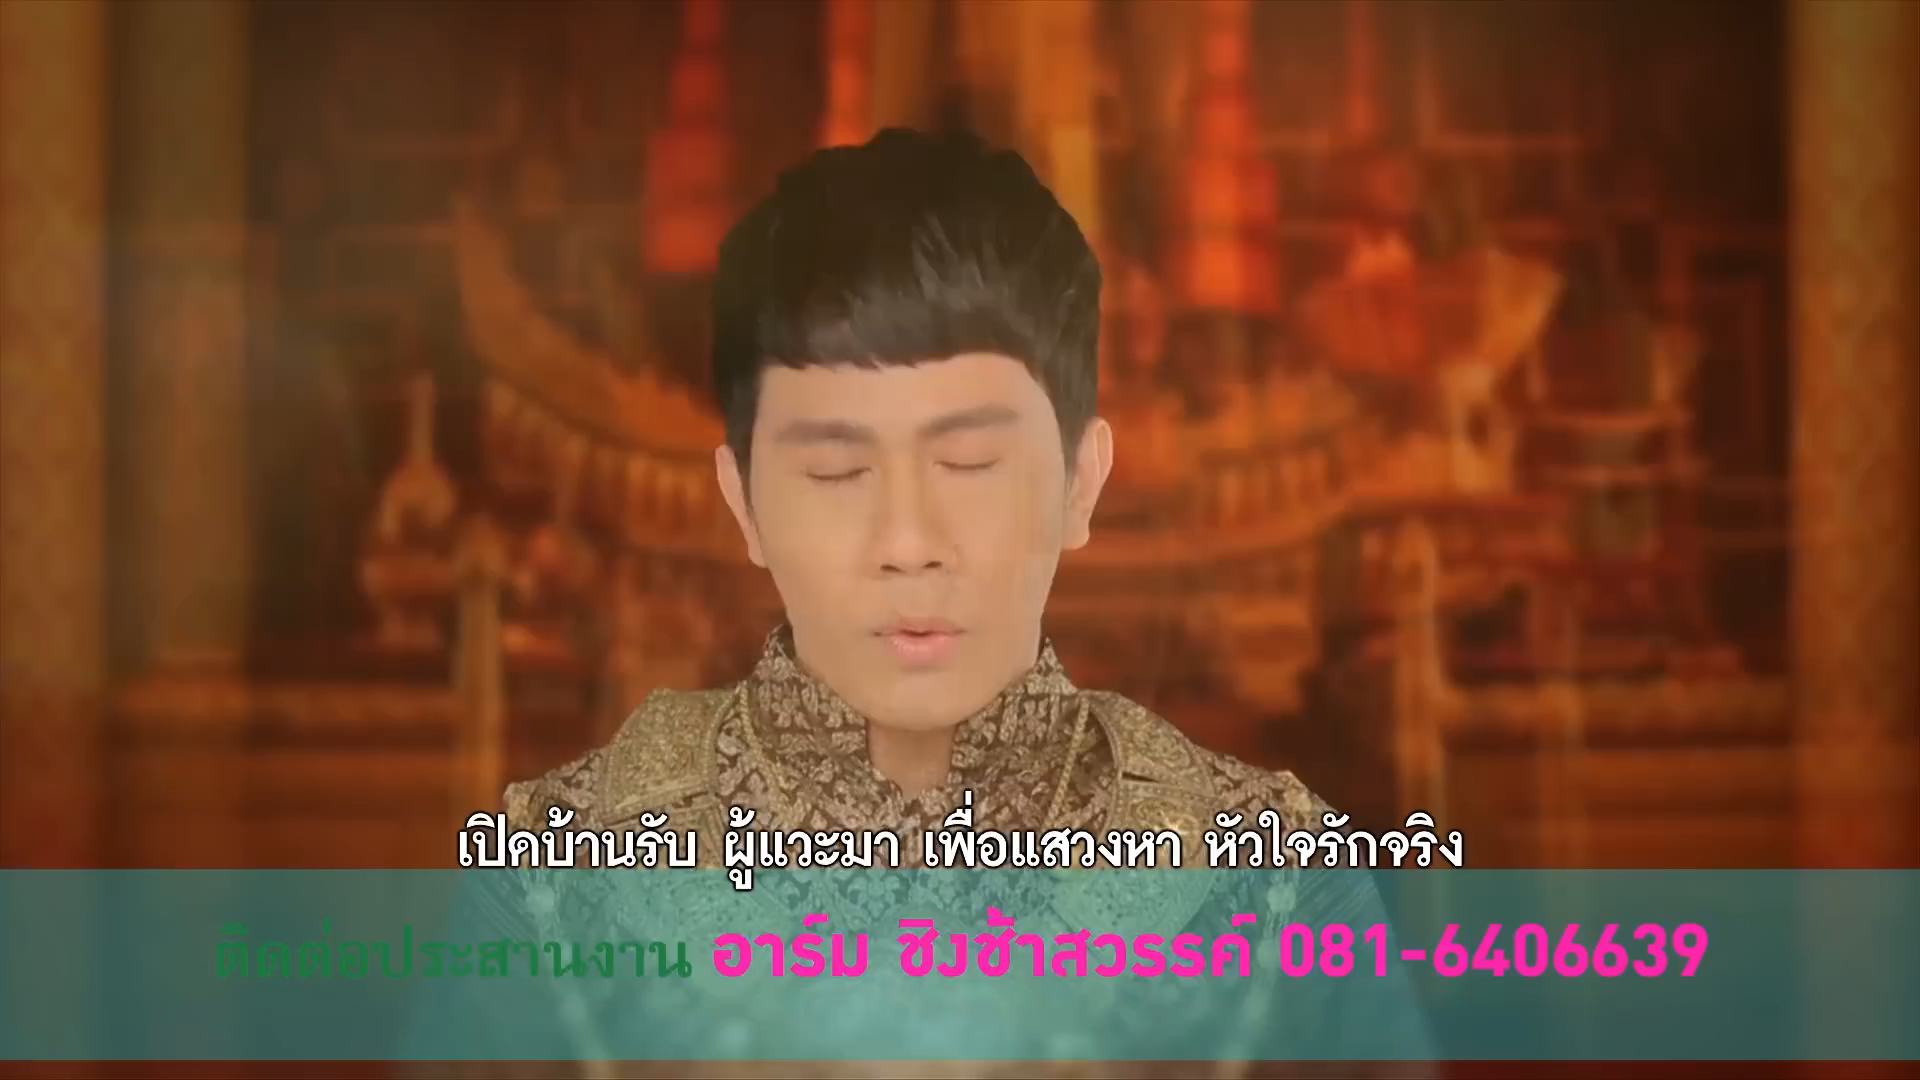 เปิดบ้านรับ ผู้แวะมา เพื่อแสวงหา หัวใจรักจริง
ติดต่อประสานงาน อาร์ม ชิงช้าสวรรค์ 081-6406639